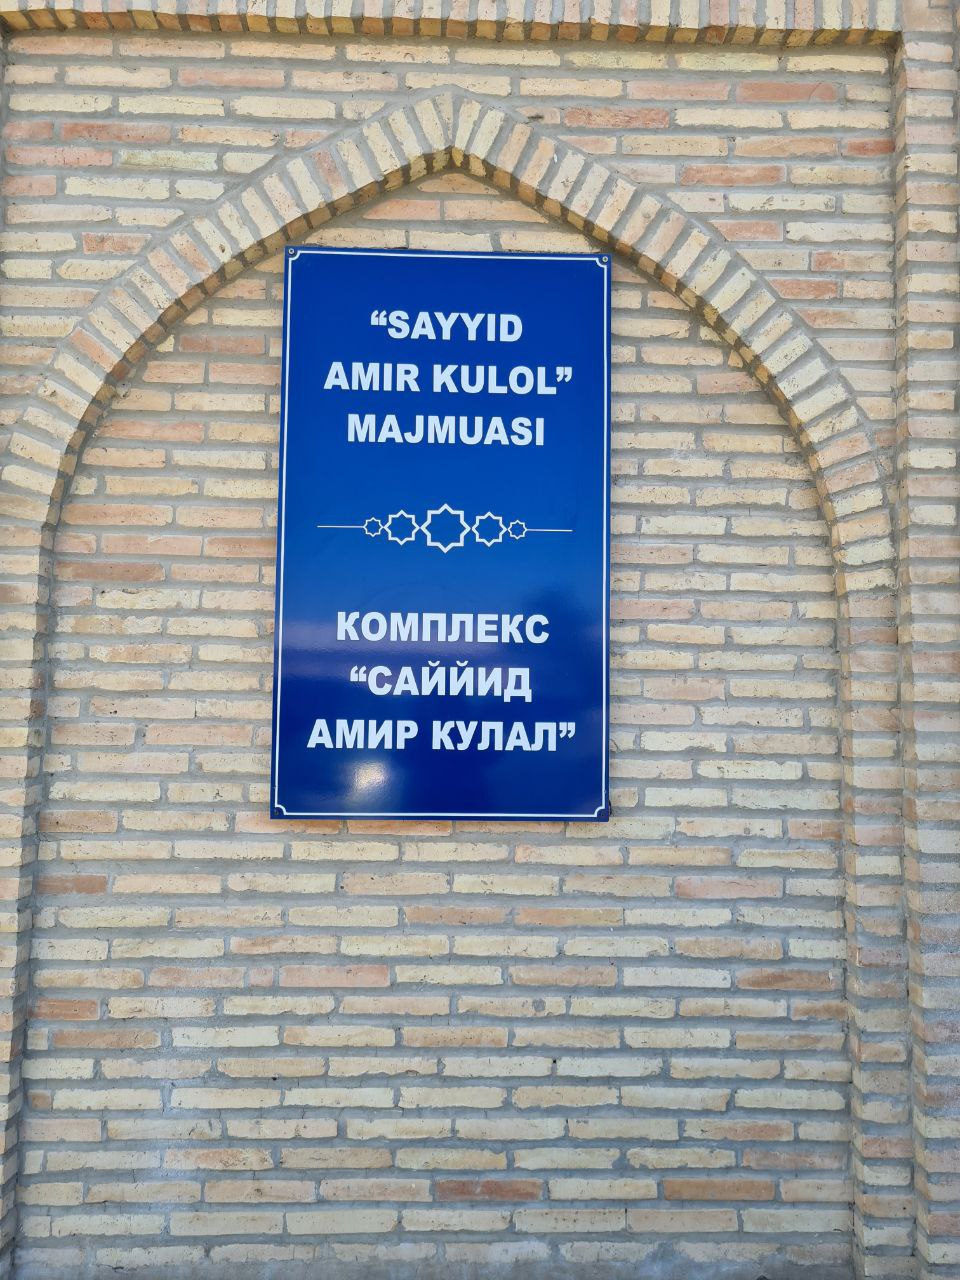 “SAYYID
AMIR KULOL”
MAJMUASI
КОМПЛЕКС
“САЙЙИД
АМИР КУЛАЛ”